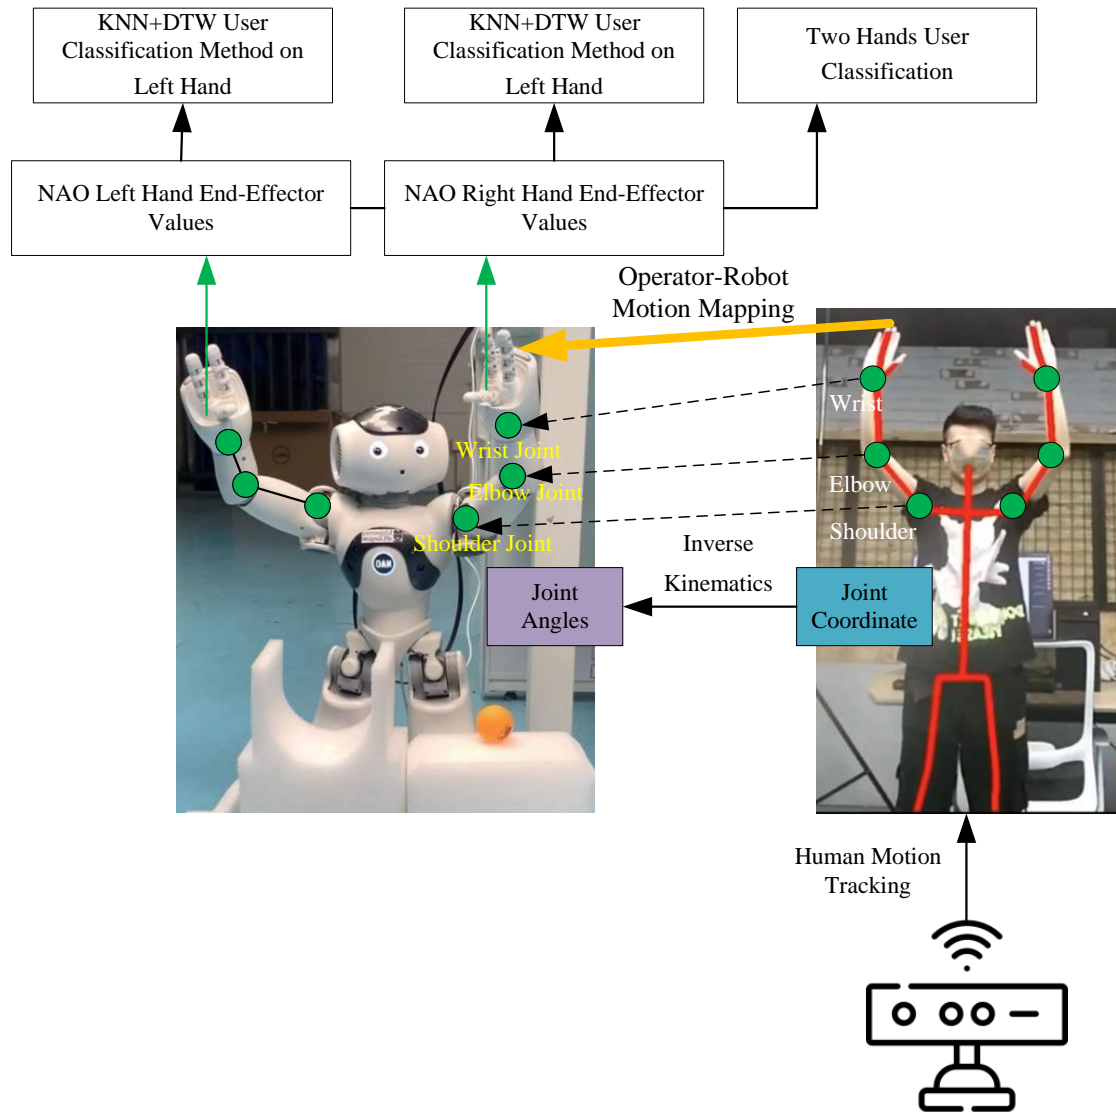 KNN+DTW User
Classification Method on
Left Hand
KNN+DTW User
Classification Method on
Left Hand
Two Hands User
Classification
NAO Left Hand End-Effector
Values
NAO Right Hand End-Effector
Values
Operator-Robot
Motion Mapping
Wrist
Wrist Joint
Elbow
Elbow Joint
Shoulder
Shoulder Joint
NAO
Inverse
Kinematics
Joint
Angles
Joint
Coordinate
Human Motion
Tracking